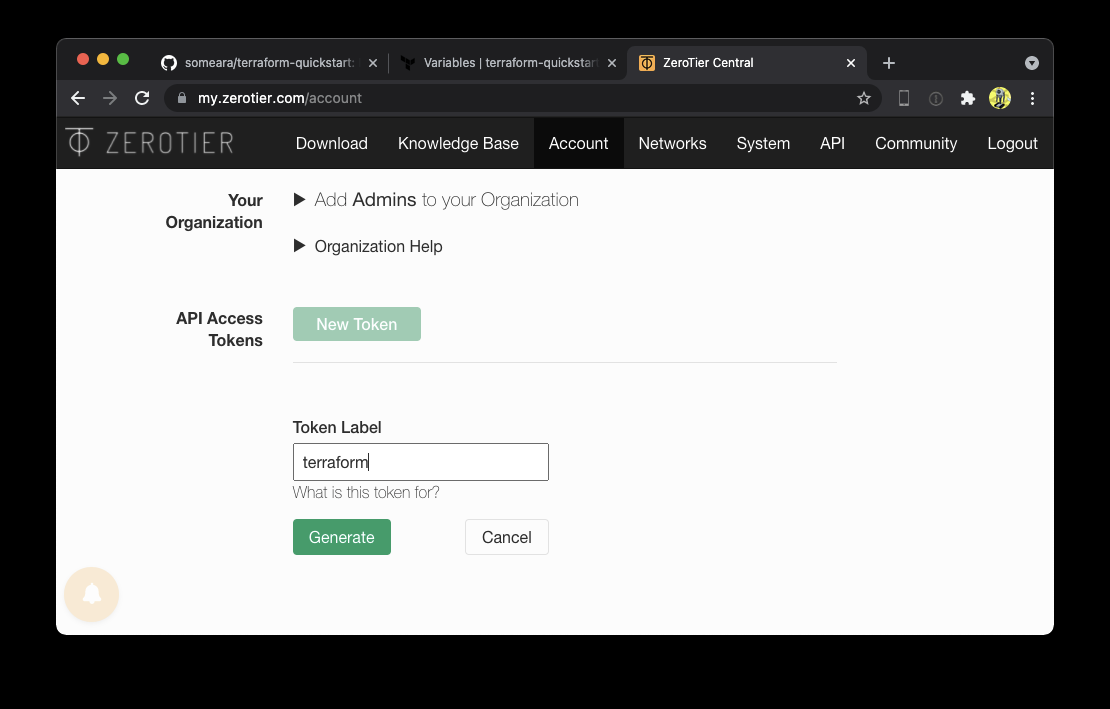 someara/terraform-quickstart:
Variables | terraform-quickstart
ZeroTier Central
my.zerotier.com/account
ZEROTIER
Download
Knowledge Base
Account
Networks
System
API
Community
Logout
Your
Organization
Add Admins to your Organization
Organization Help
API Access
Tokens
New Token
Token Label
terraform
What is this token for?
Generate
Cancel